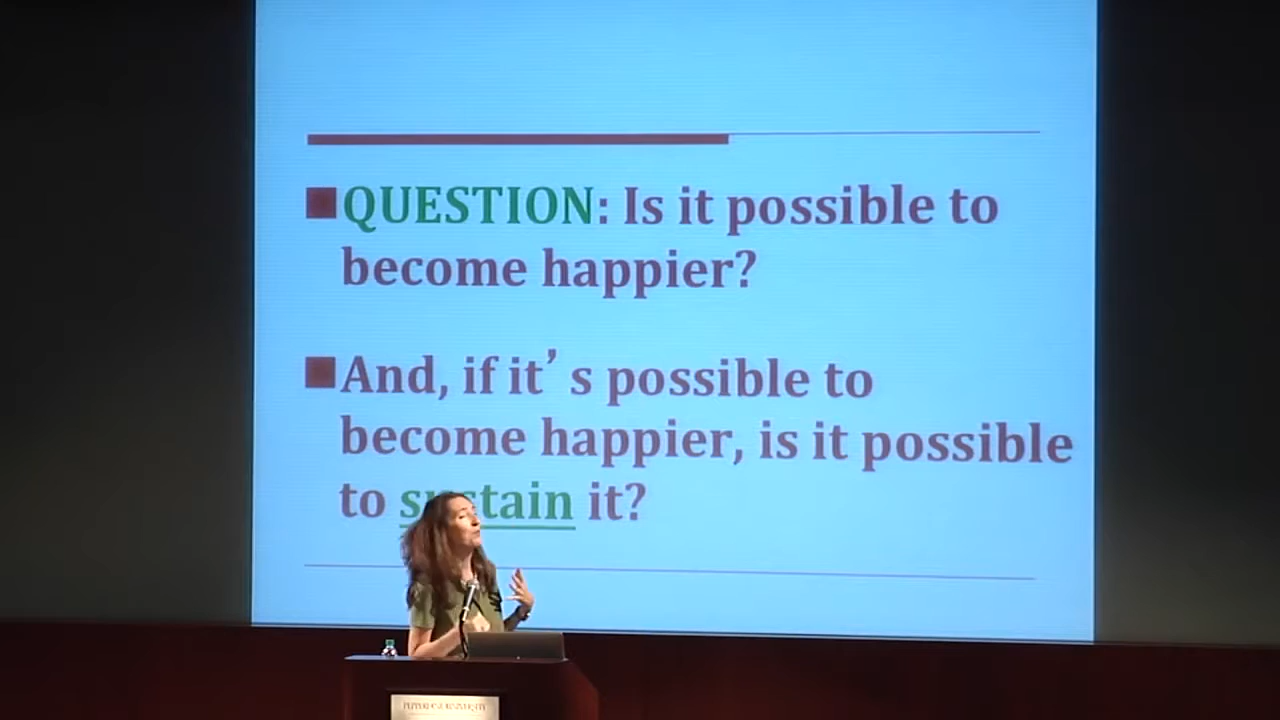 QUESTION: Is it possible to
become happier?
And, if it's possible to
become happier, is it possible
to sustain it?